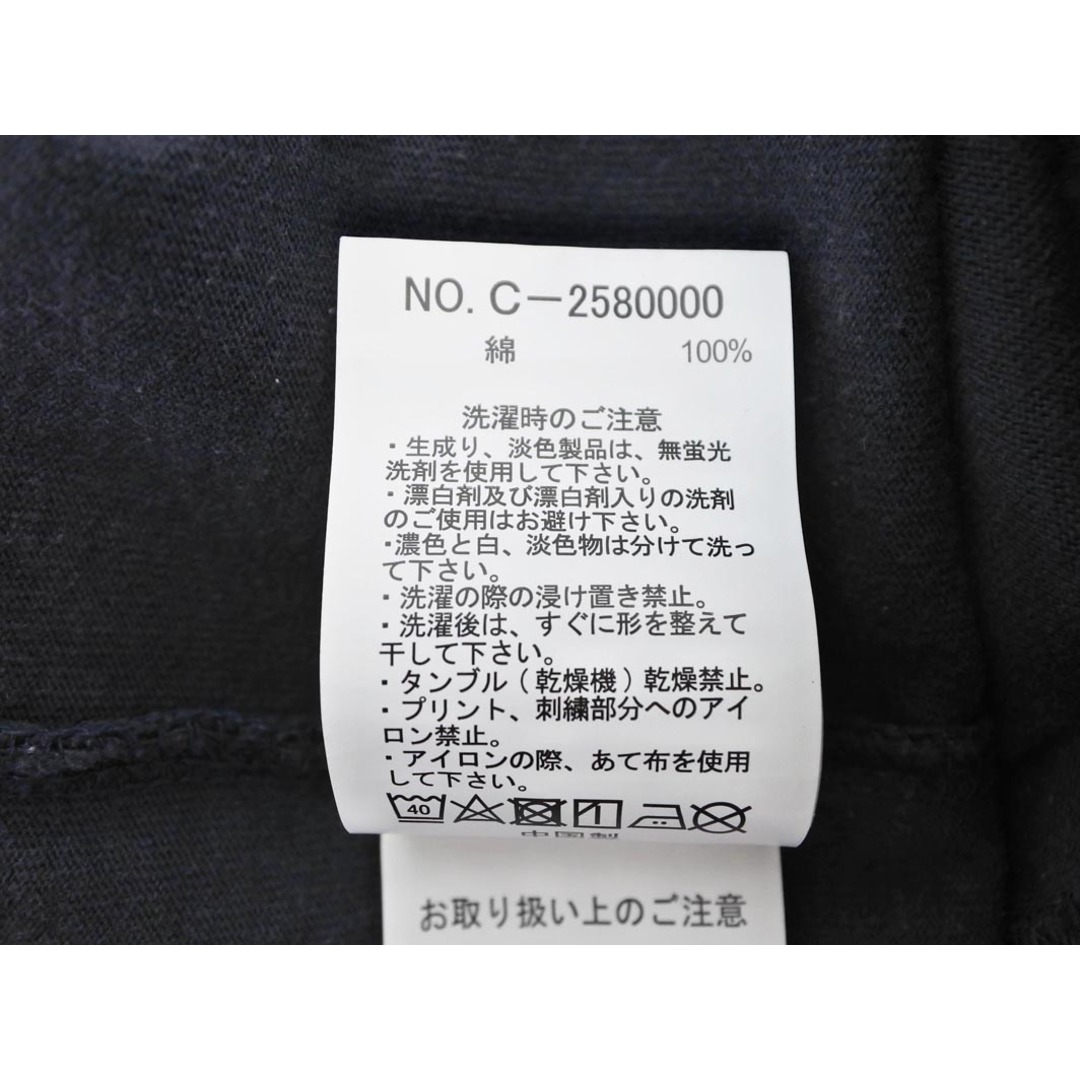 NO. C-2580000
綿 100%
洗濯時のご注意
・生成り、淡色製品は、無蛍光
洗剤を使用して下さい。
・漂白剤及び漂白剤入りの洗剤
のご使用はお避け下さい。
・濃色と白、淡色物は分けて洗っ
て下さい。
・洗濯の際の浸け置き禁止。
・洗濯後は、すぐに形を整えて
干して下さい。
・タンブル(乾燥機)乾燥禁止。
・プリント、刺繍部分へのアイ
ロン禁止。
・アイロンの際、あて布を使用
して下さい。
40
中国製
お取り扱い上のご注意